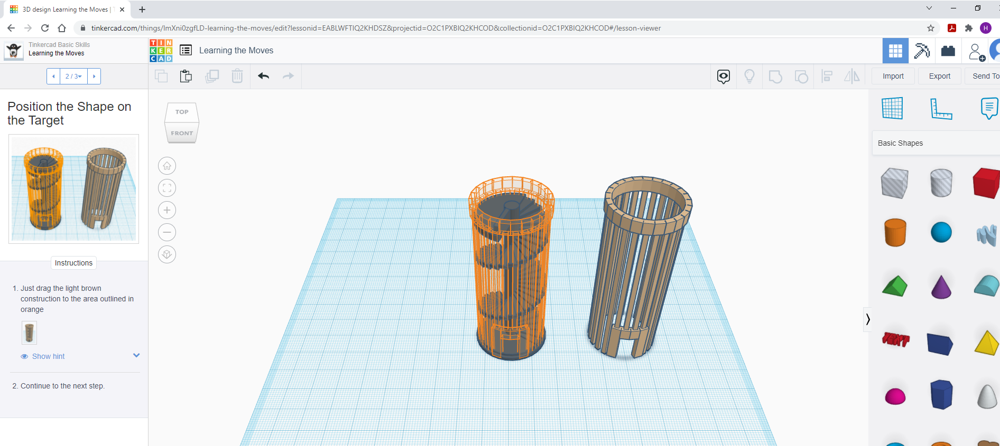 3D design Learning the Moves |
tinkercad.com/things/lmXni0zgfLD-learning-the-moves/edit?lessonid=EABLWFTIQ2KHDSZ&projectid=O2C1PXBIQ2KHCOD&collectionid=O2C1PXBIQ2KHCOD#/lesson-viewer
H
Tinkercad Basic Skills
Learning the Moves
TIN
KER
CAD
Learning the Moves
2 / 3
Import
Export
Send To
Position the Shape on
the Target
TOP
FRONT
Basic Shapes
Instructions
1. Just drag the light brown
construction to the area outlined in
orange
Show hint
2. Continue to the next step.
TEXT